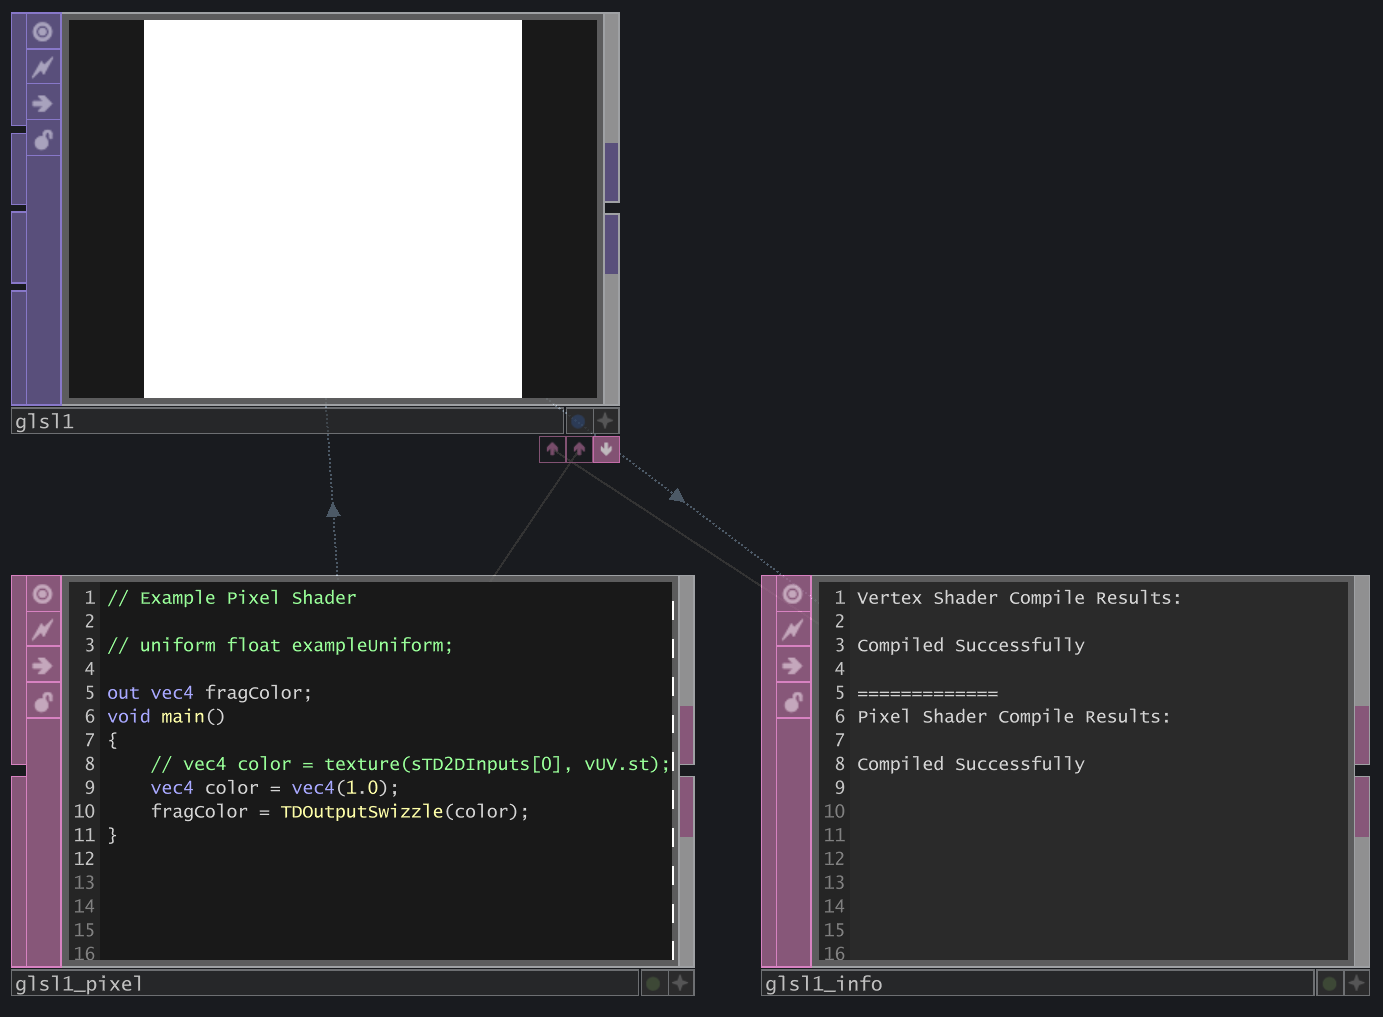 glsl1
1 // Example Pixel Shader
2
3 // uniform float exampleUniform;
4
5 out vec4 fragColor;
6 void main()
7 {
8     // vec4 color = texture(sTD2DInputs[0], vUV.st);
9     vec4 color = vec4(1.0);
10     fragColor = TDOutputSwizzle(color);
11 }
12
13
14
15
16
glsl1_pixel
1 Vertex Shader Compile Results:
2
3 Compiled Successfully
4
5 =============
6 Pixel Shader Compile Results:
7
8 Compiled Successfully
9
10
11
12
13
14
15
16
glsl1_info